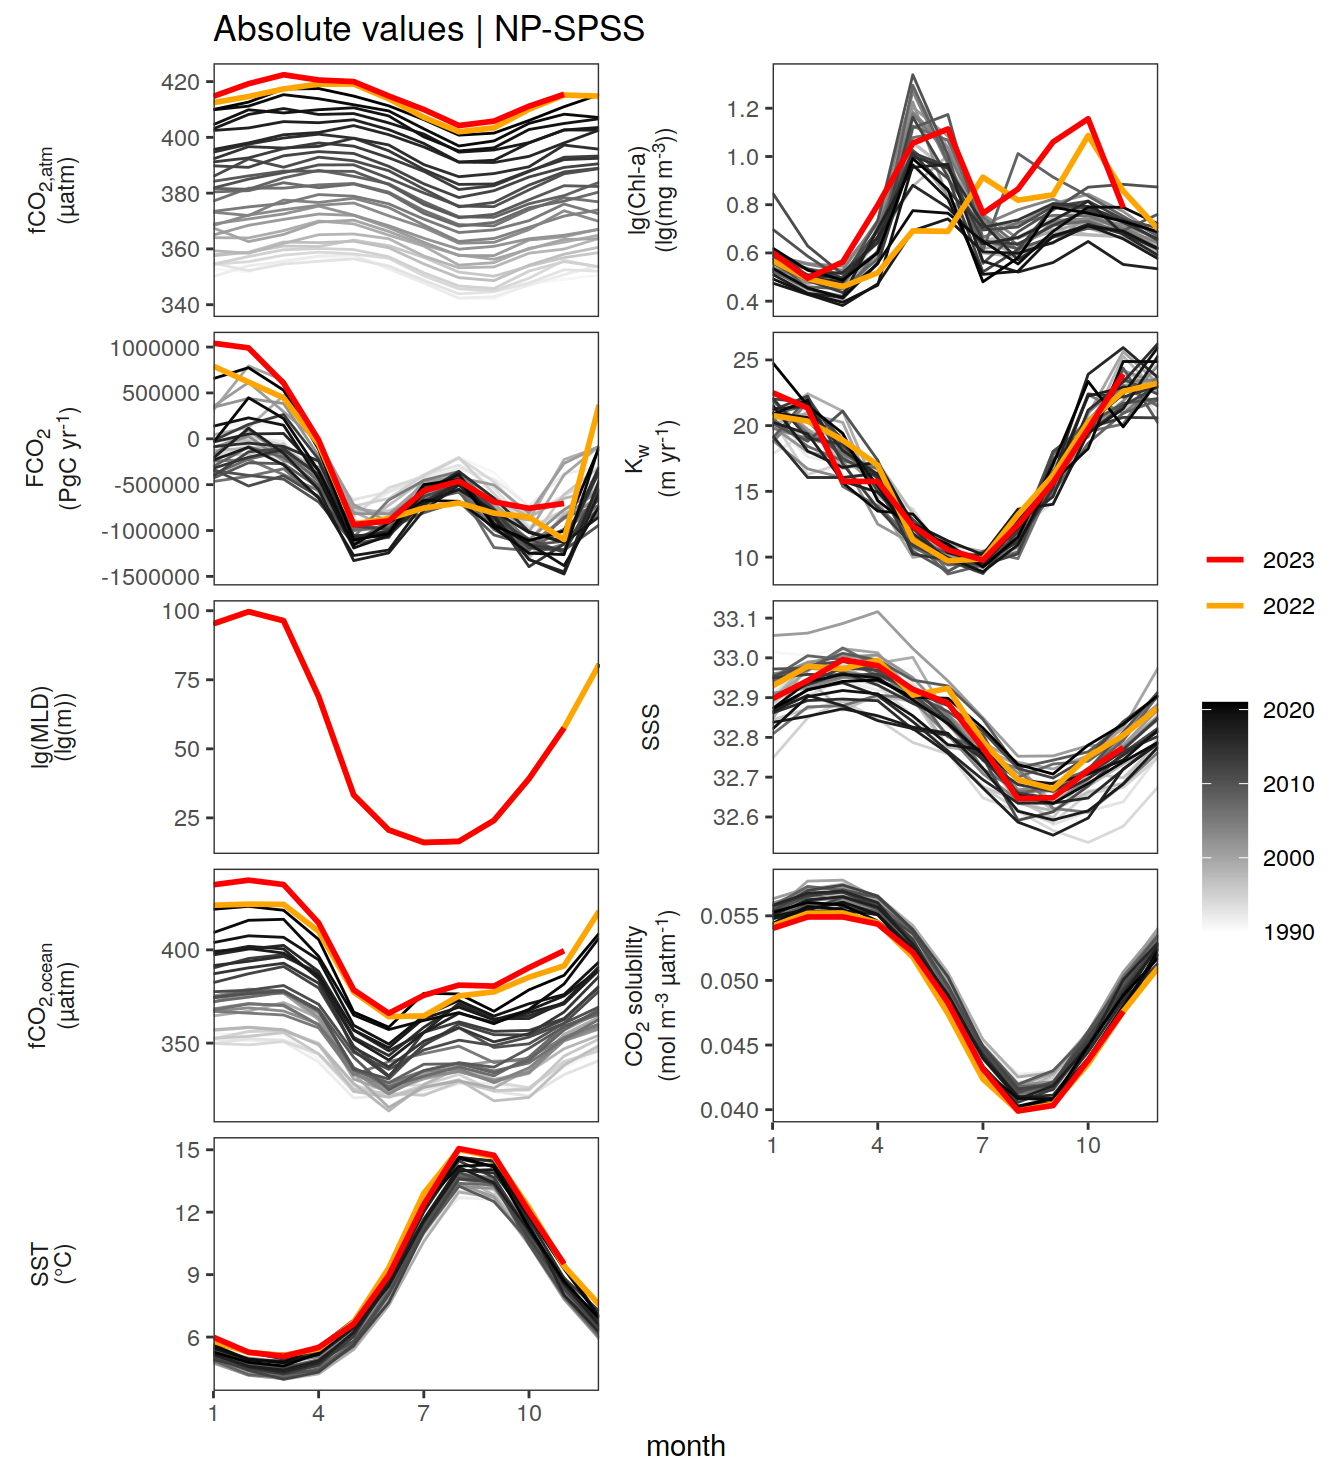 Absolute values | NP-SPSS
fCO2,atm
(µatm)
420
400
380
360
340
lg(Chl-a)
(lg(mg m-3))
1.2
1.0
0.8
0.6
0.4
FCO2
(PgC yr-1)
1000000
500000
0
-500000
-1000000
-1500000
Kw
(m yr-1)
25
20
15
10
lg(MLD)
(lg(m))
100
75
50
25
SSS
33.1
33.0
32.9
32.8
32.7
32.6
fCO2,ocean
(µatm)
400
350
CO2 solubility
(mol m-3 µatm-1)
0.055
0.050
0.045
0.040
1 4 7 10
SST
(°C)
15
12
9
6
1 4 7 10
month
2023
2022
2020
2010
2000
1990